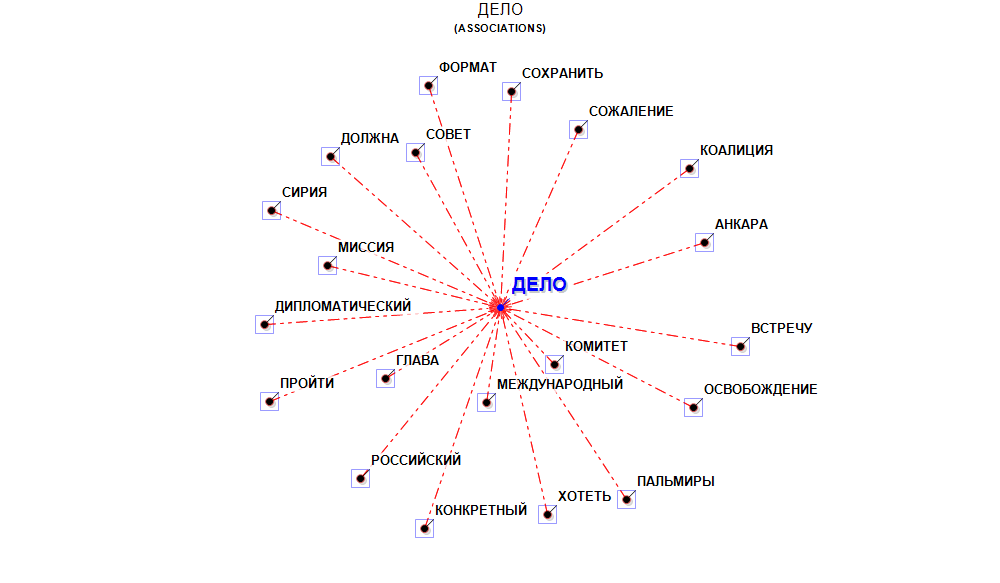 ДЕЛО
(ASSOCIATIONS)
ФОРМАТ
СОХРАНИТЬ
СОЖАЛЕНИЕ
ДОЛЖНА
СОВЕТ
КОАЛИЦИЯ
СИРИЯ
АНКАРА
МИССИЯ
ДЕЛО
ДИПЛОМАТИЧЕСКИЙ
ВСТРЕЧУ
КОМИТЕТ
ГЛАВА
ПРОЙТИ
МЕЖДУНАРОДНЫЙ
ОСВОБОЖДЕНИЕ
РОССИЙСКИЙ
ПАЛЬМИРЫ
ХОТЕТЬ
КОНКРЕТНЫЙ